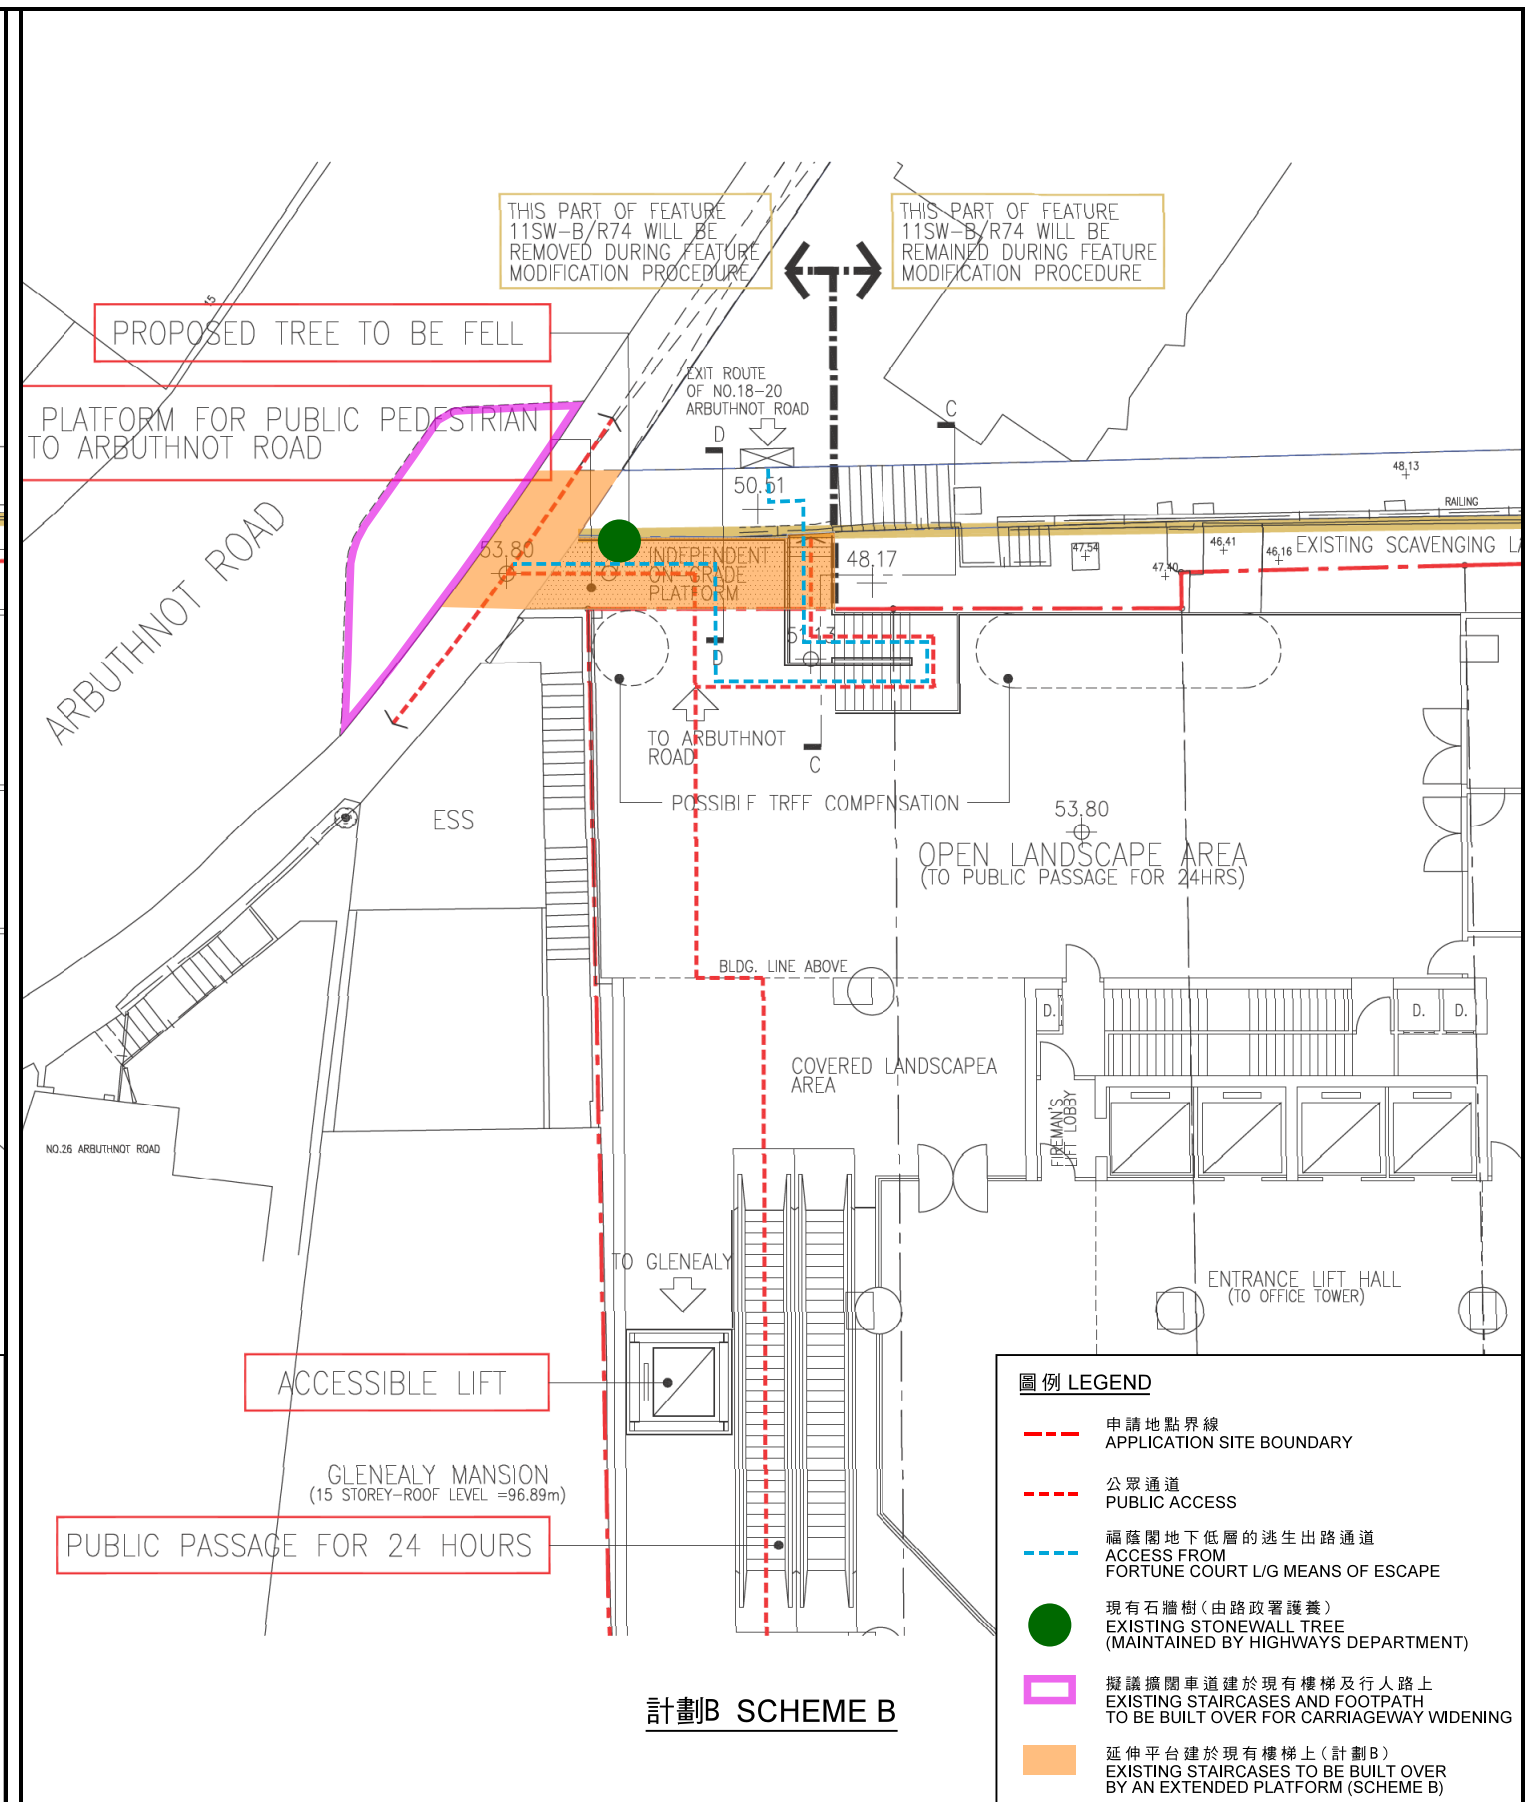 THIS PART OF FEATURE
11SW-B/R74 WILL BE
REMOVED DURING FEATURE
MODIFICATION PROCEDURE
THIS PART OF FEATURE
11SW-B/R74 WILL BE
REMAINED DURING FEATURE
MODIFICATION PROCEDURE
15
PROPOSED TREE TO BE FELL
EXIT ROUTE
OF NO.18-20
ARBUTHNOT ROAD
PLATFORM FOR PUBLIC PEDESTRIAN
TO ARBUTHNOT ROAD
C
D
50.51
48.13
RAILING
ARBUTHNOT ROAD
53.80
INDEPENDENT
ON-GRADE
PLATFORM
48.17
47.54
47.40
46.41
46.16
EXISTING SCAVENGING LA
51.13
D
TO ARBUTHNOT
ROAD
C
POSSIBLE TREE COMPENSATION
53.80
ESS
OPEN LANDSCAPE AREA
(TO PUBLIC PASSAGE FOR 24HRS)
BLDG. LINE ABOVE
D.
D.
D.
COVERED LANDSCAPEA
AREA
FIREMAN'S
LIFT LOBBY
NO.26 ARBUTHNOT ROAD
TO GLENEALY
ENTRANCE LIFT HALL
(TO OFFICE TOWER)
ACCESSIBLE LIFT
GLENEALY MANSION
(15 STOREY-ROOF LEVEL =96.89m)
PUBLIC PASSAGE FOR 24 HOURS
圖例 LEGEND
申請地點界線
APPLICATION SITE BOUNDARY
公眾通道
PUBLIC ACCESS
福蔭閣地下低層的逃生出路通道
ACCESS FROM
FORTUNE COURT L/G MEANS OF ESCAPE
現有石牆樹(由路政署護養)
EXISTING STONEWALL TREE
(MAINTAINED BY HIGHWAYS DEPARTMENT)
擬議擴闊車道建於現有樓梯及行人路上
EXISTING STAIRCASES AND FOOTPATH
TO BE BUILT OVER FOR CARRIAGEWAY WIDENING
延伸平台建於現有樓梯上(計劃B)
EXISTING STAIRCASES TO BE BUILT OVER
BY AN EXTENDED PLATFORM (SCHEME B)
計劃B SCHEME B